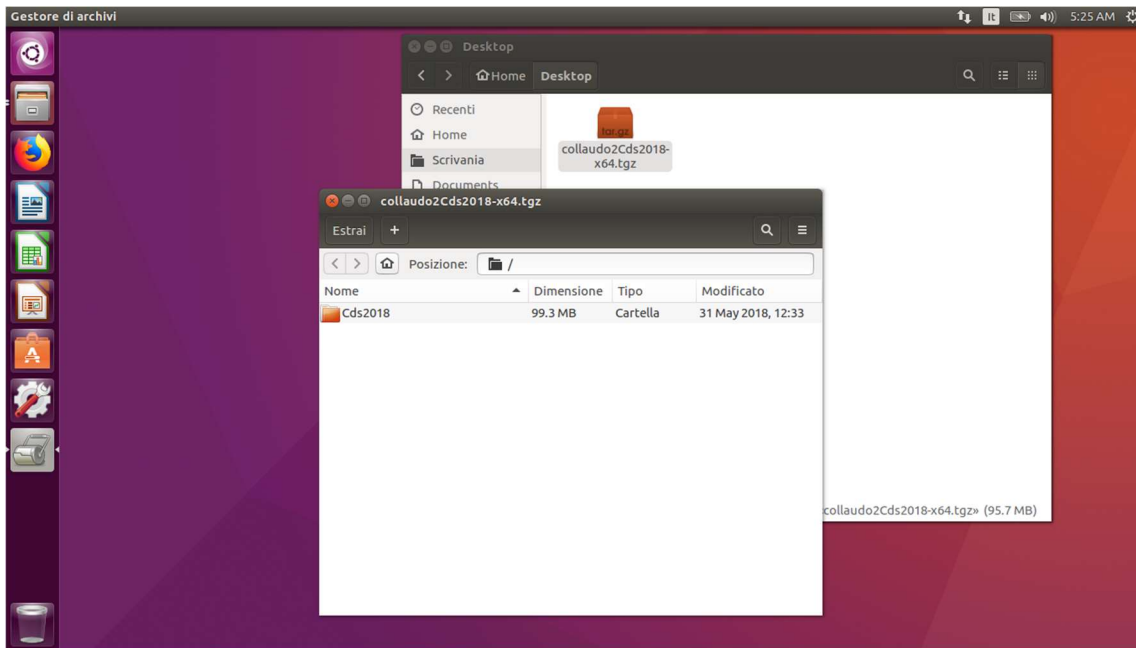 Gestore di archivi
It
5:25 AM
Desktop
Home
Desktop
Recenti
Home
Scrivania
Documents
tar.gz
collaudo2Cds2018-
x64.tgz
collaudo2Cds2018-x64.tgz
Estrai
+
Posizione:
/
Nome
Dimensione
Tipo
Modificato
Cds2018
99.3 MB
Cartella
31 May 2018, 12:33
collaudo2Cds2018-x64.tgz» (95.7 MB)